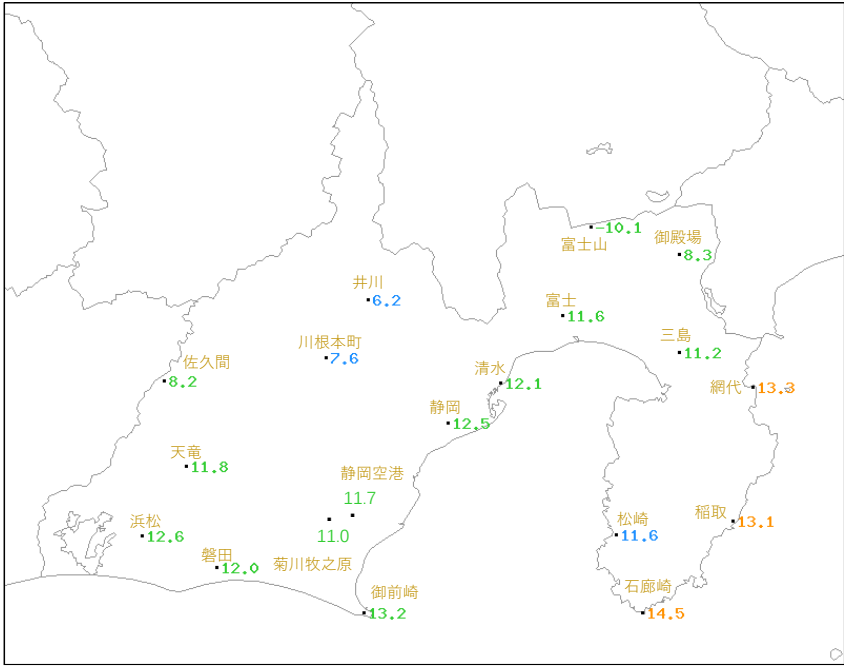 -10.1
富士山
御殿場
8.3
井川
6.2
富士
11.6
川根本町
7.6
三島
11.2
佐久間
8.2
清水
12.1
網代
13.3
静岡
12.5
天竜
11.8
静岡空港
11.7
浜松
12.6
11.0
菊川牧之原
松崎
11.6
稲取
13.1
磐田
12.0
御前崎
13.2
石廊崎
14.5